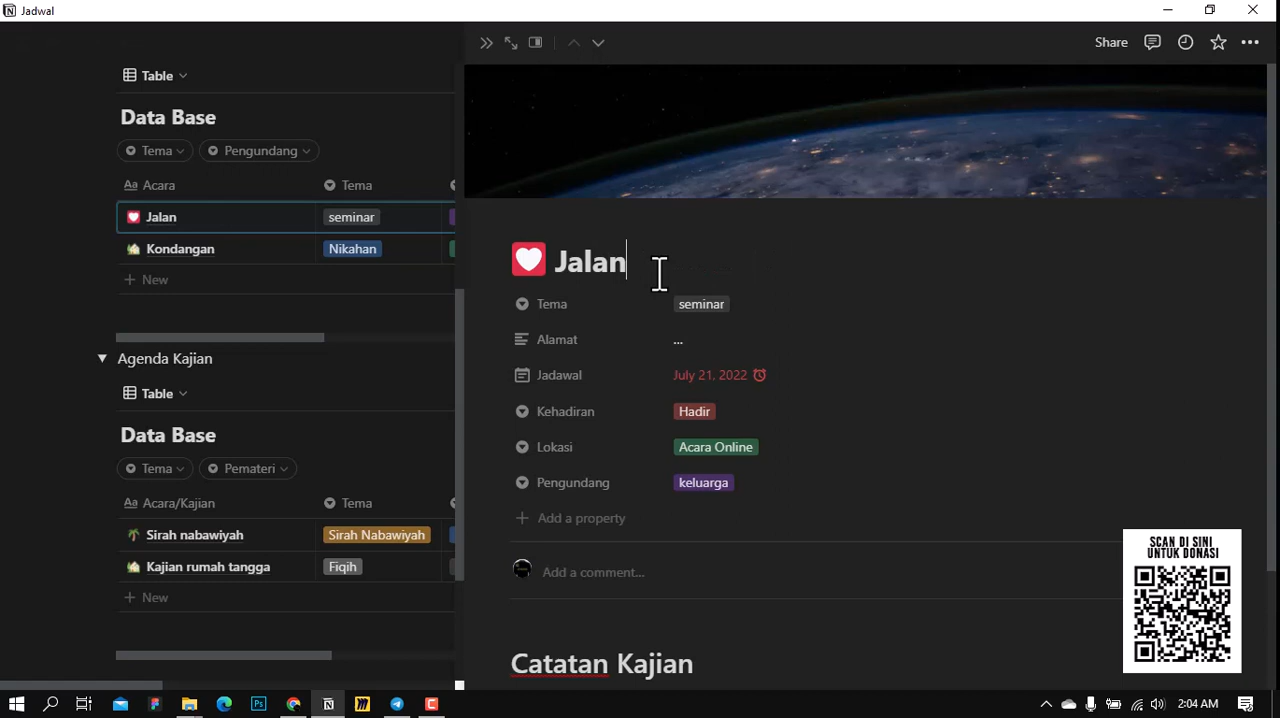 Jadwal
Table
Data Base
Tema
Pengundang
Aa Acara
Tema
Jalan
seminar
Kondangan
Nikahan
+ New
Agenda Kajian
Table
Data Base
Tema
Pemateri
Aa Acara/Kajian
Tema
Sirah nabawiyah
Sirah Nabawiyah
Kajian rumah tangga
Fiqih
+ New
Share
Jalan
Tema
seminar
Alamat
...
Jadawal
July 21, 2022
Kehadiran
Hadir
Lokasi
Acara Online
Pengundang
keluarga
+ Add a property
Add a comment...
Catatan Kajian
SCAN DI SINI
UNTUK DONASI
2:04 AM